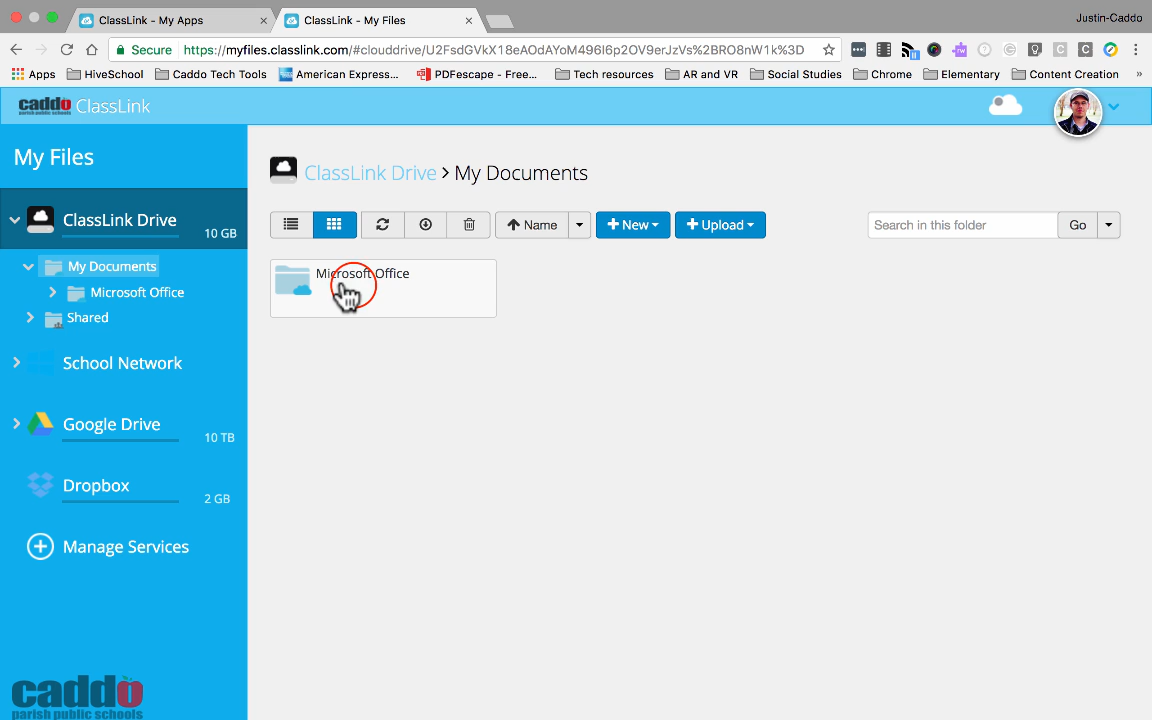 ClassLink - My Apps
ClassLink - My Files
Justin-Caddo
Secure
https://myfiles.classlink.com/#clouddrive/U2FsdGVkX18eAOdAYoM496I6p2OV9erJzVs%2BRO8nW1k%3D
Apps
HiveSchool
Caddo Tech Tools
American Express...
PDFescape - Free...
Tech resources
AR and VR
Social Studies
Chrome
Elementary
Content Creation
»
caddo ClassLink
parish public schools
My Files
ClassLink Drive > My Documents
ClassLink Drive
10 GB
Name
+ New
+ Upload
Search in this folder
Go
My Documents
Microsoft Office
Microsoft Office
Shared
School Network
Google Drive
10 TB
Dropbox
2 GB
Manage Services
caddo
parish public schools